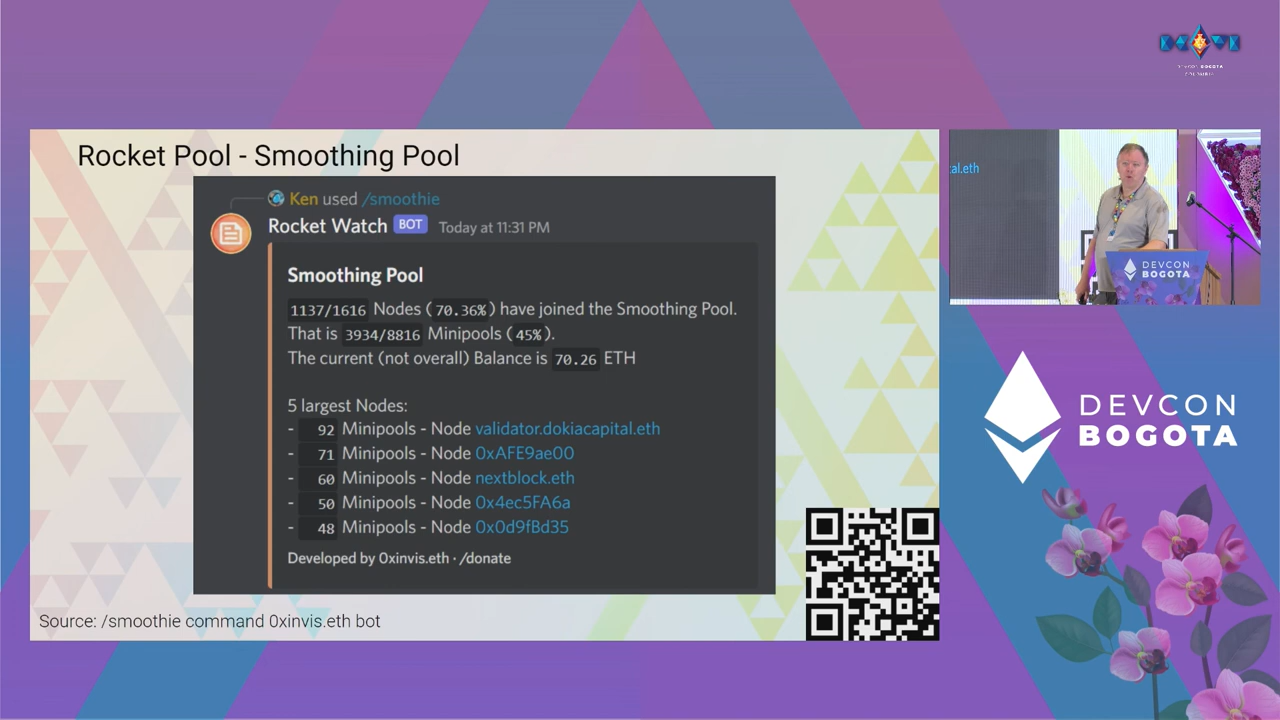 Rocket Pool - Smoothing Pool
Ken used /smoothie
Rocket Watch BOT Today at 11:31 PM
Smoothing Pool
1137/1616 Nodes (70.36%) have joined the Smoothing Pool.
That is 3934/8816 Minipools (45%).
The current (not overall) Balance is 70.26 ETH
5 largest Nodes:
- 92 Minipools - Node validator.dokiacapital.eth
- 71 Minipools - Node 0xAFE9ae00
- 60 Minipools - Node nextblock.eth
- 50 Minipools - Node 0x4ec5FA6a
- 48 Minipools - Node 0x0d9fBd35
Developed by 0xinvis.eth · /donate
Source: /smoothie command 0xinvis.eth bot
al.eth
DEVCON
BOGOTA
DEVCON
BOGOTA
DEVCON BOGOTA
COLOMBIA